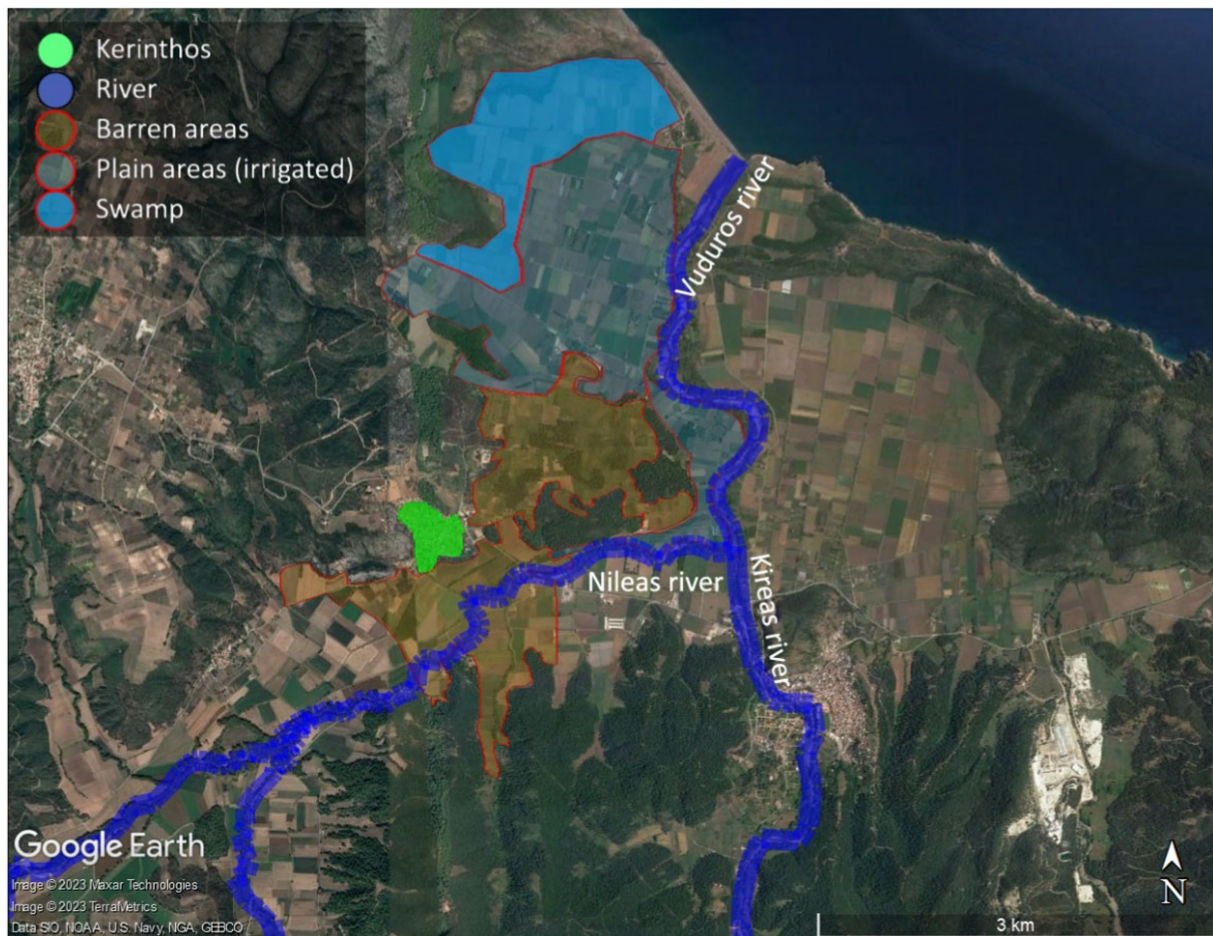 Kerinthos
River
Barren areas
Plain areas (irrigated)
Swamp
Vuduros river
Nileas river
Kireas river
Google Earth
Image © 2023 Maxar Technologies
Image © 2023 TerraMetrics
Data SIO, NOAA, U.S. Navy, NGA, GEBCO
3 km
N